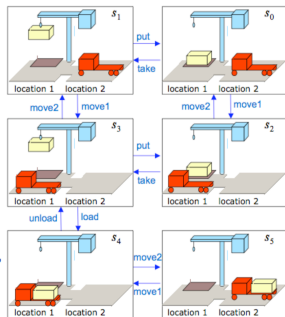 s1
put
s0
take
location 1 location 2
location 1 location 2
move2
move1
move2
move1
s3
put
s2
take
location 1 location 2
location 1 location 2
unload
load
s4
move2
s5
move1
location 1 location 2
location 1 location 2